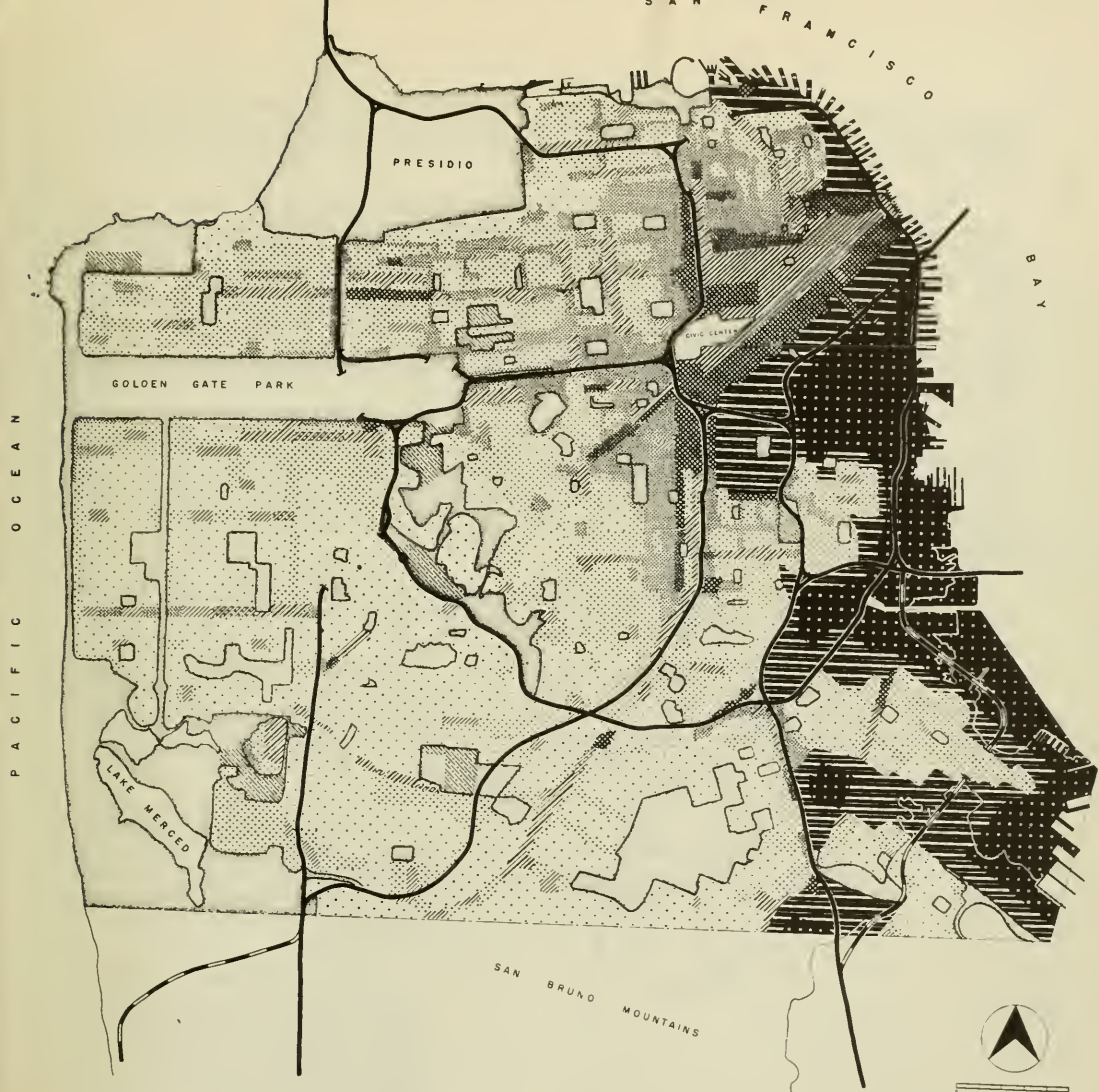 SAN FRANCISCO
BAY
PRESIDIO
CIVIC CENTER
GOLDEN GATE PARK
PACIFIC OCEAN
LAKE MERCED
SAN BRUNO MOUNTAINS